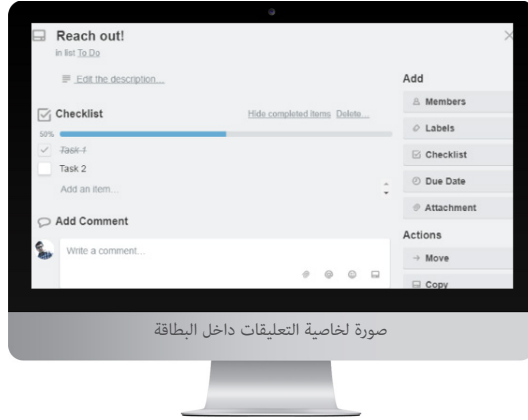 Reach out!
in list To Do
Edit the description...
Checklist
Hide completed items Delete...
50%
Task 1
Task 2
Add an item...
Add Comment
Write a comment...
Add
Members
Labels
Checklist
Due Date
Attachment
Actions
Move
Copy
صورة لخاصية التعليقات داخل البطاقة